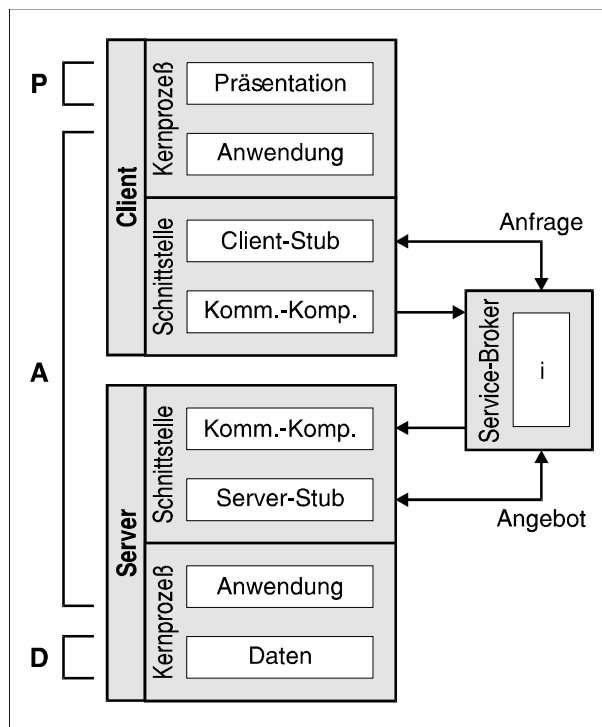 P
Client
Kernprozeß
Präsentation
Anwendung
Schnittstelle
Client-Stub
Komm.-Komp.
Anfrage
Service-Broker
i
A
Server
Schnittstelle
Komm.-Komp.
Server-Stub
Angebot
Kernprozeß
Anwendung
Daten
D